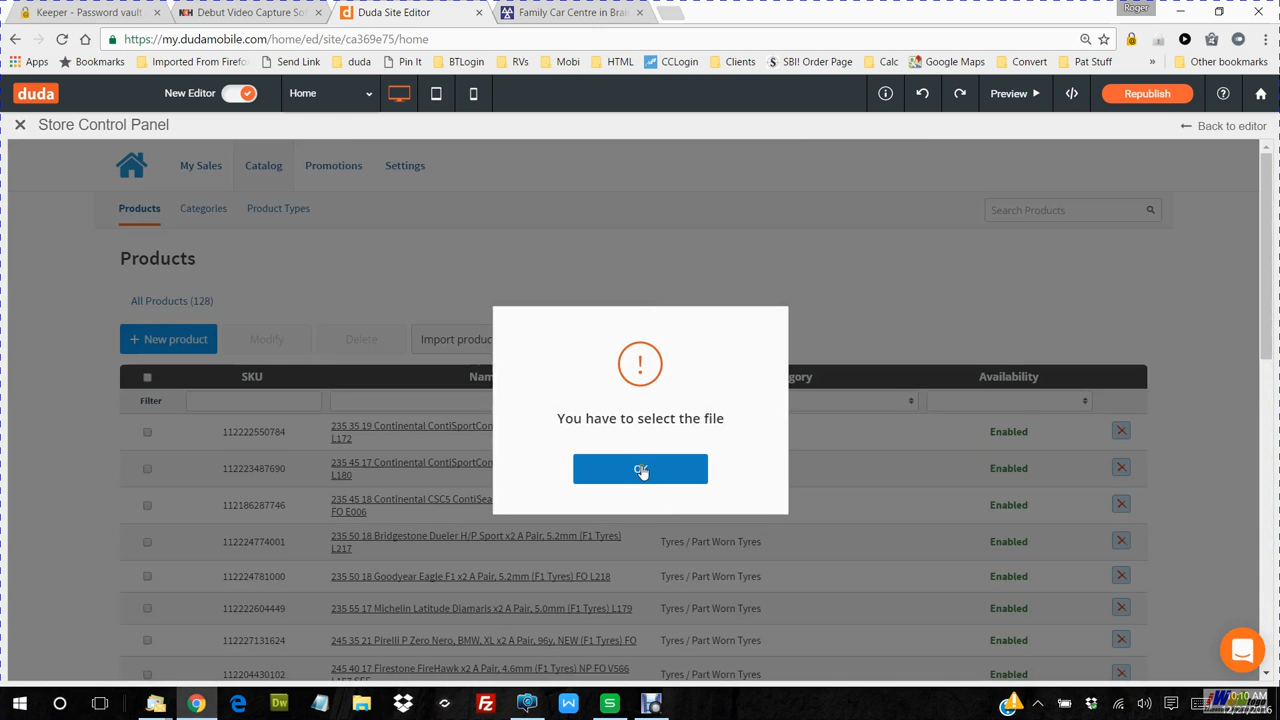 Keeper - Password vault
Debut Video Capture So
Duda Site Editor
Family Car Centre in Brai
Roger
https://my.dudamobile.com/home/ed/site/ca369e75/home
Apps
Bookmarks
Imported From Firefo
Send Link
duda
Pin It
BTLogin
RVs
Mobi
HTML
CCLogin
Clients
SBI! Order Page
Calc
Google Maps
Convert
Pat Stuff
Other bookmarks
duda
New Editor
Home
Preview
Republish
Store Control Panel
Back to editor
My Sales
Catalog
Promotions
Settings
Products
Categories
Product Types
Search Products
Products
All Products (128)
+ New product
Modify
Delete
Import produc
SKU
Nam
gory
Availability
Filter
112222550784
235 35 19 Continental ContiSportCon
L172
Enabled
112223487690
235 45 17 Continental ContiSportCon
L180
Enabled
112186287746
235 45 18 Continental CSC5 ContiSea
FO E006
Enabled
112224774001
235 50 18 Bridgestone Dueler H/P Sport x2 A Pair, 5.2mm (F1 Tyres)
L217
Tyres / Part Worn Tyres
Enabled
112224781000
235 50 18 Goodyear Eagle F1 x2 A Pair, 5.2mm (F1 Tyres) FO L218
Tyres / Part Worn Tyres
Enabled
112222604449
235 55 17 Michelin Latitude Diamaris x2 A Pair, 5.0mm (F1 Tyres) L179
Tyres / Part Worn Tyres
Enabled
112227131624
245 35 21 Pirelli P Zero Nero, BMW, XL x2 A Pair, 96y, NEW (F1 Tyres) FO
Tyres / Part Worn Tyres
Enabled
112204430102
245 40 17 Firestone FireHawk x2 A Pair, 4.6mm (F1 Tyres) NP FO V566
Tyres / Part Worn Tyres
Enabled
You have to select the file
OK
0:10 AM
12/27/2016